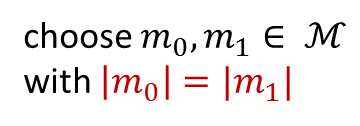 choose m₀, m₁ ∈ ℳ
with |m₀| = |m₁|